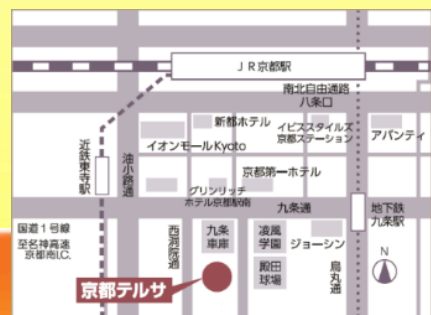 JR京都駅
南北自由通路
八条口
新都ホテル
イビススタイルズ
京都ステーション
アバンティ
イオンモールKyoto
近鉄東寺駅
油小路通
京都第一ホテル
グリンリッチ
ホテル京都駅南
九条通
地下鉄
九条駅
国道1号線
至名神高速
京都南I.C.
西洞院通
九条
車庫
凌風
学園
ジョーシン
烏丸通
N
殿田
球場
京都テルサ